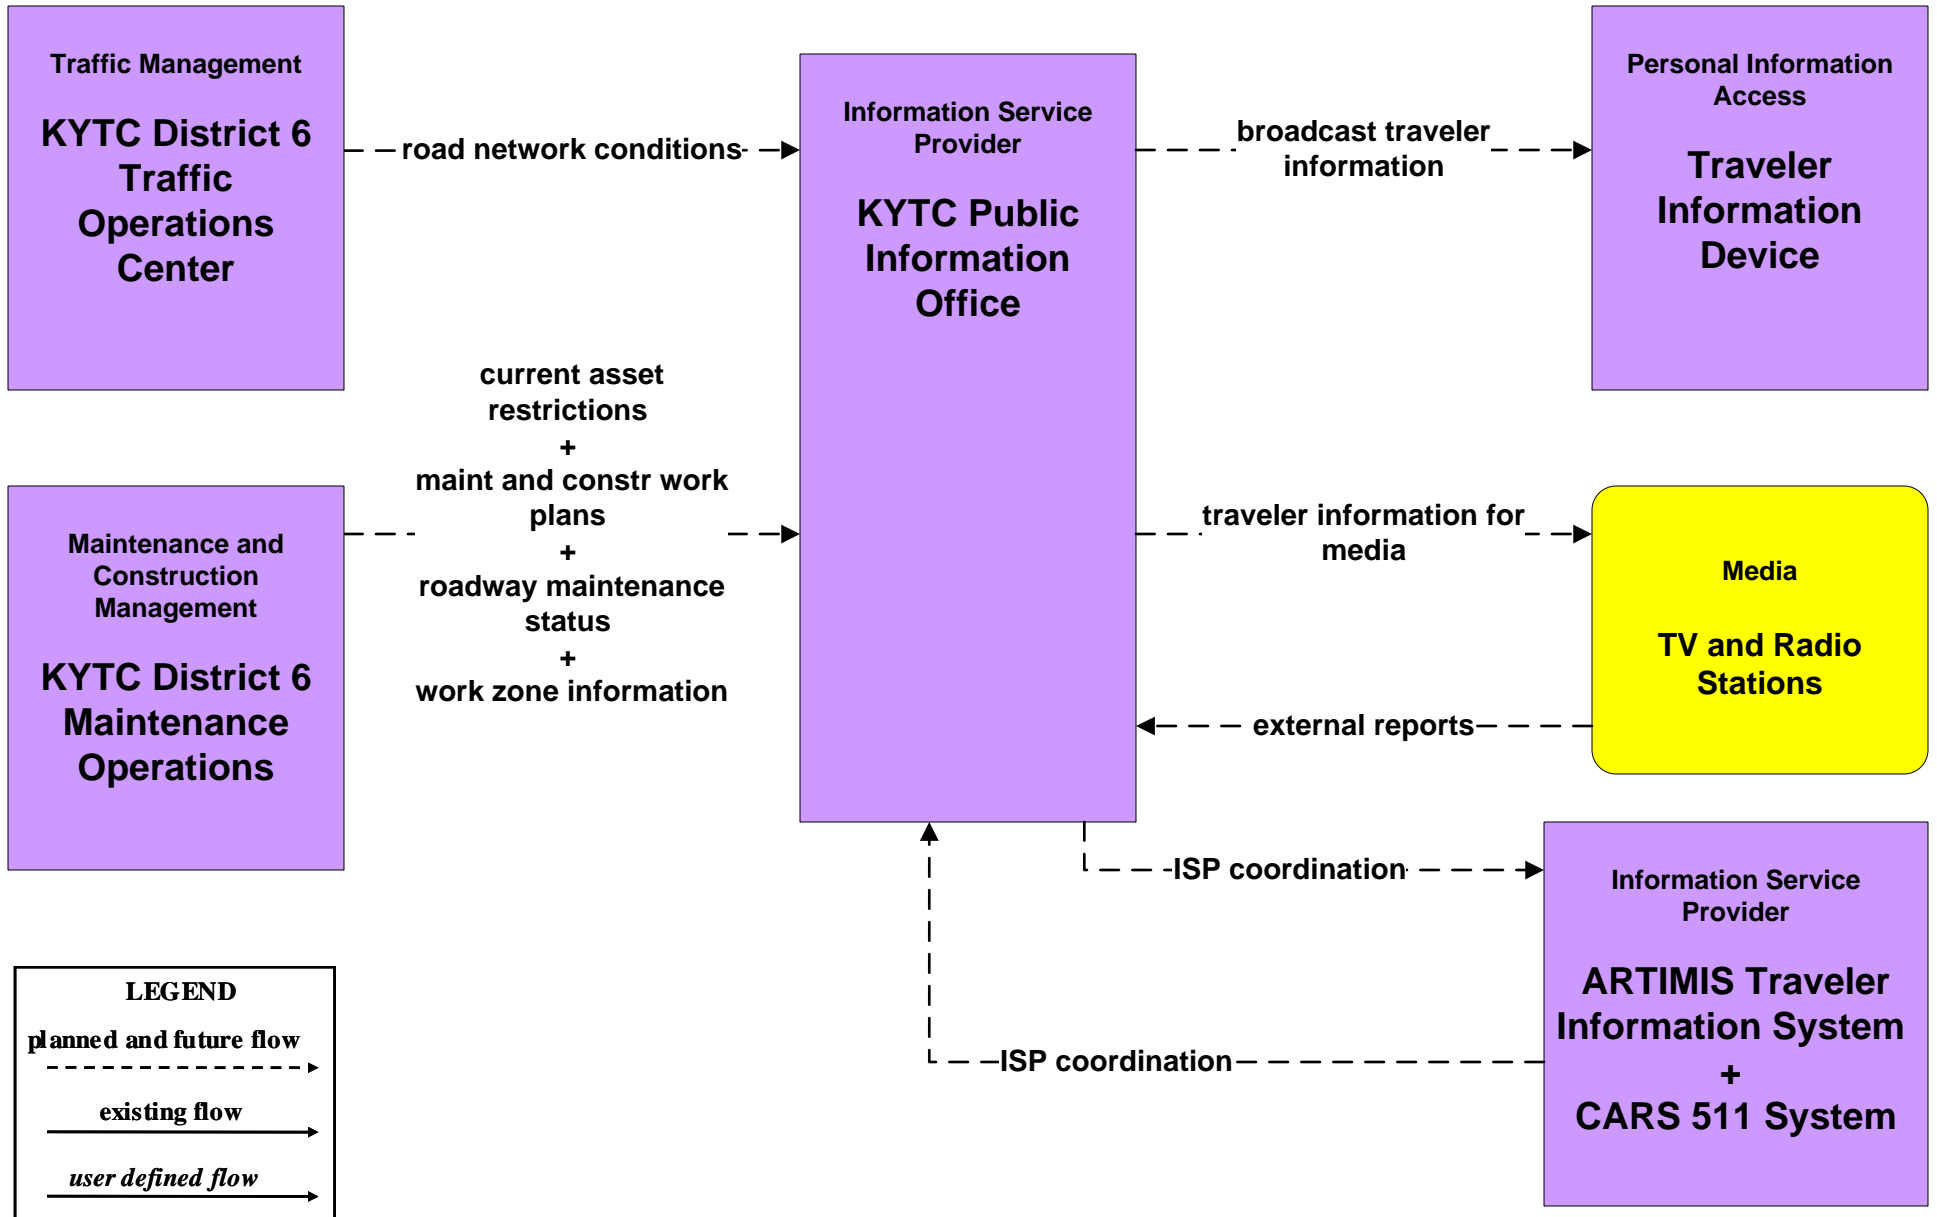 Traffic Management
KYTC District 6
Traffic
Operations
Center
road network conditions
Information Service
Provider
KYTC Public
Information
Office
broadcast traveler
information
Personal Information
Access
Traveler
Information
Device
current asset
restrictions
+
maint and constr work
plans
+
roadway maintenance
status
+
work zone information
Maintenance and
Construction
Management
KYTC District 6
Maintenance
Operations
traveler information for
media
Media
TV and Radio
Stations
external reports
ISP coordination
Information Service
Provider
ARTIMIS Traveler
Information System
+
CARS 511 System
ISP coordination
LEGEND
planned and future flow
existing flow
user defined flow